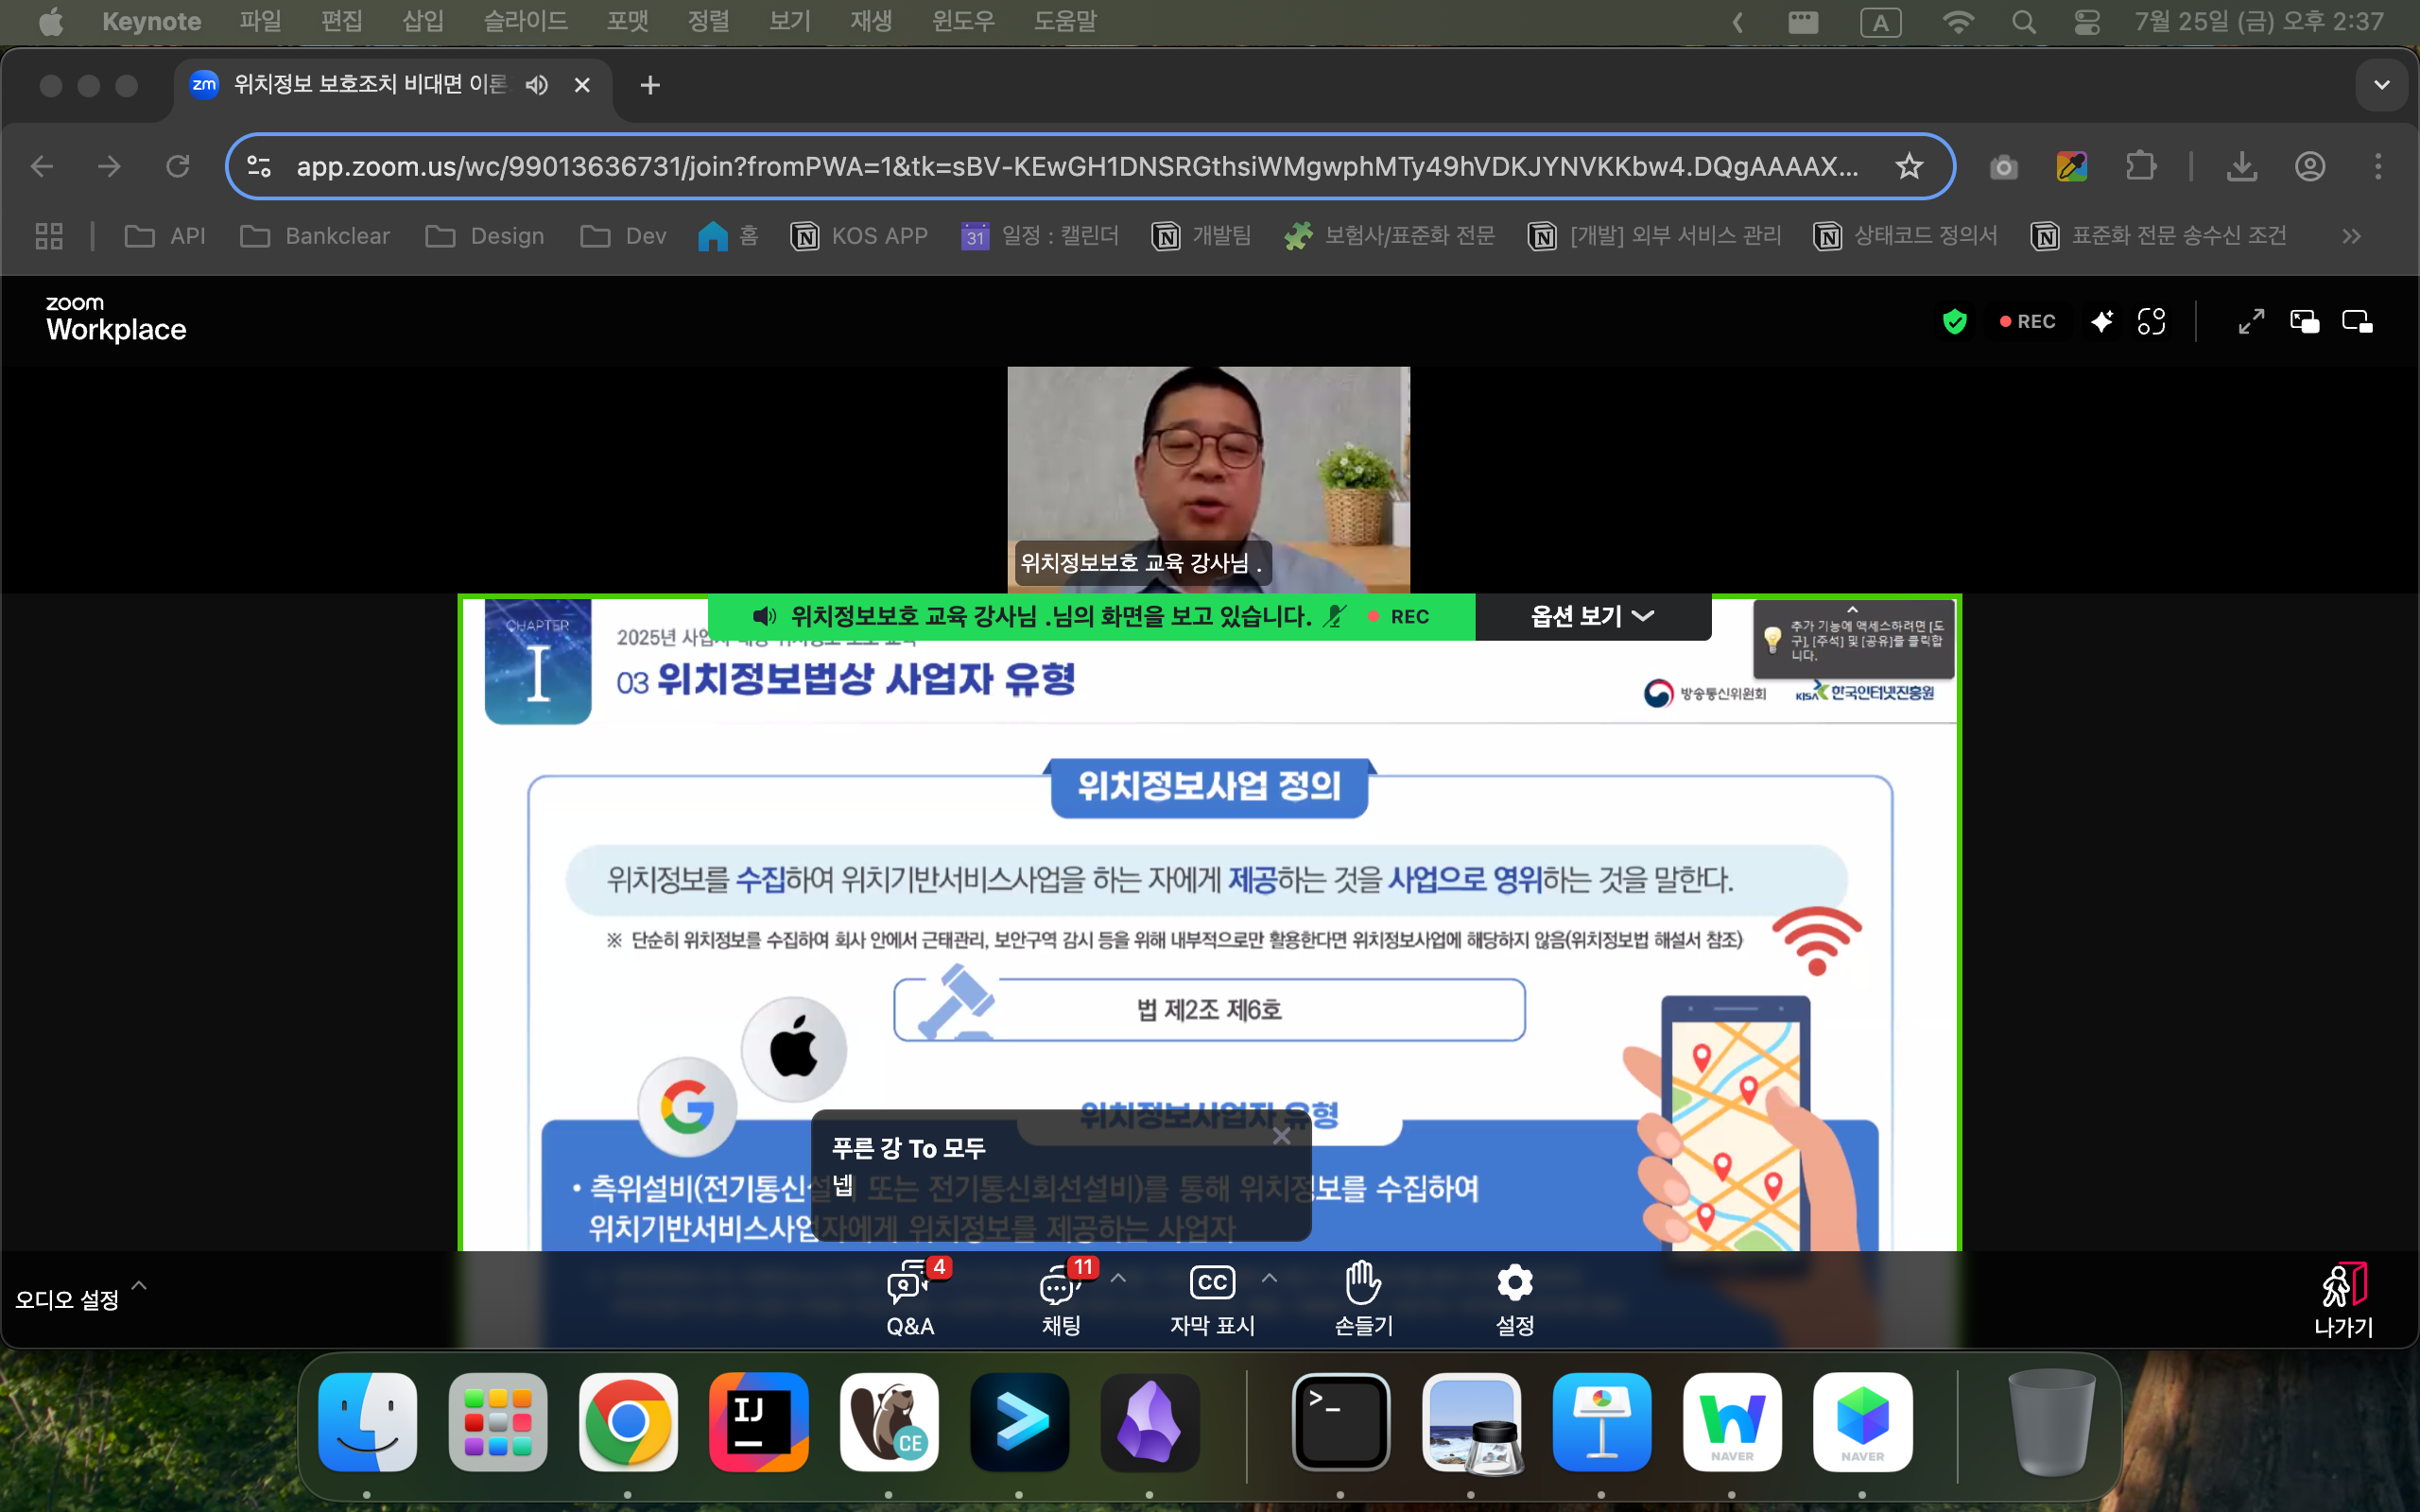 Keynote 파일 편집 삽입 슬라이드 포맷 정렬 보기 재생 윈도우 도움말 A 7월 25일 (금) 오후 2:37
zm 위치정보 보호조치 비대면 이론
app.zoom.us/wc/99013636731/join?fromPWA=1&tk=sBV-KEwGH1DNSRGthsiWMgwphMTy49hVDKJYNVKKbw4.DQgAAAAX...
API Bankclear Design Dev 홈 KOS APP 31 일정 : 캘린더 개발팀 보험사/표준화 전문 [개발] 외부 서비스 관리 상태코드 정의서 표준화 전문 송수신 조건
zoom
Workplace
REC
위치정보보호 교육 강사님 .
위치정보보호 교육 강사님 .님의 화면을 보고 있습니다. REC 옵션 보기
추가 기능에 액세스하려면 [도
구], [주석] 및 [공유]를 클릭합
니다.
CHAPTER
I
2025년
03 위치정보법상 사업자 유형
방송통신위원회 KISA 한국인터넷진흥원
위치정보사업 정의
위치정보를 수집하여 위치기반서비스사업을 하는 자에게 제공하는 것을 사업으로 영위하는 것을 말한다.
※ 단순히 위치정보를 수집하여 회사 안에서 근태관리, 보안구역 감시 등을 위해 내부적으로만 활용한다면 위치정보사업에 해당하지 않음(위치정보법 해설서 참조)
법 제2조 제6호
위치정보사업자 유형
푸른 강 To 모두
넵
• 측위설비(전기통신설비 또는 전기통신회선설비)를 통해 위치정보를 수집하여
위치기반서비스사업자에게 위치정보를 제공하는 사업자
오디오 설정
4
Q&A
11
채팅
CC
자막 표시
손들기
설정
나가기
IJ
CE
>_
NAVER
NAVER